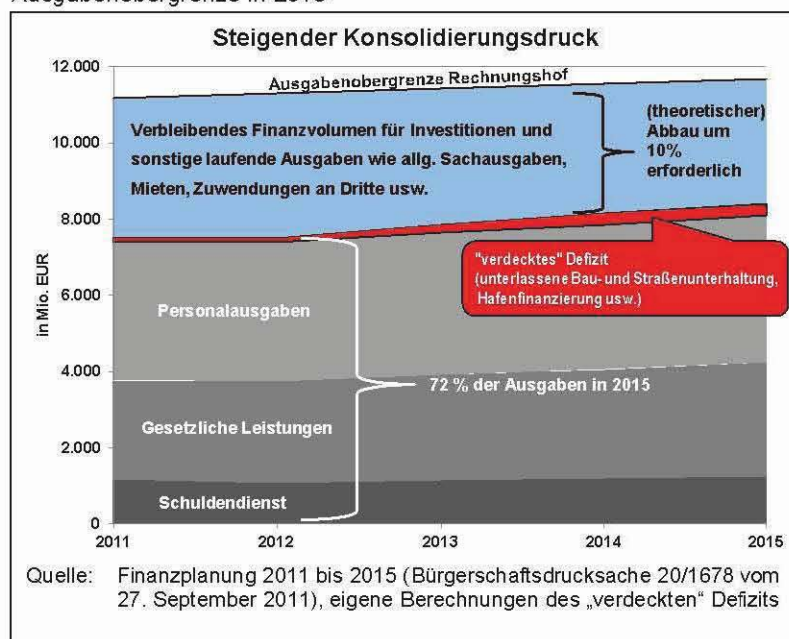 Ausgabenobergrenze in 2015
Steigender Konsolidierungsdruck
12.000
10.000
8.000
6.000
4.000
2.000
0
in Mio. EUR
Ausgabenobergrenze Rechnungshof
Verbleibendes Finanzvolumen für Investitionen und
sonstige laufende Ausgaben wie allg. Sachausgaben,
Mieten, Zuwendungen an Dritte usw.
(theoretischer)
Abbau um
10%
erforderlich
"verdecktes" Defizit
(unterlassene Bau- und Straßenunterhaltung,
Hafenfinanzierung usw.)
Personalausgaben
72 % der Ausgaben in 2015
Gesetzliche Leistungen
Schuldendienst
2011
2012
2013
2014
2015
Quelle: Finanzplanung 2011 bis 2015 (Bürgerschaftsdrucksache 20/1678 vom
27. September 2011), eigene Berechnungen des „verdeckten“ Defizits